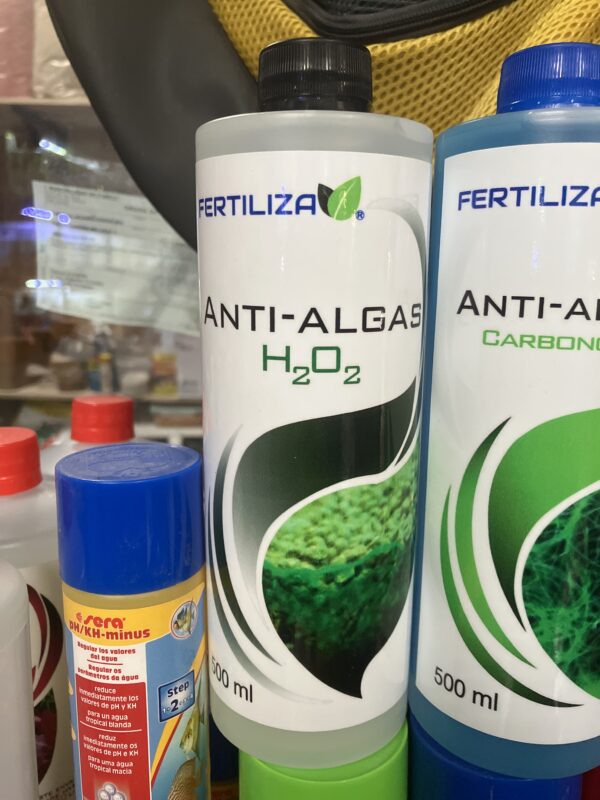 FERTILIZA
®
ANTI-ALGAS
H2O2
500 ml
FERTILIZA
ANTI-AL
CARBONO
500 ml
sera
pH/KH-minus
Regular los valores
del agua
Regular os
parâmetros de água
reduce
inmediatamente los
valores de pH y KH
para un agua
tropical blanda
reduz
imediatamente os
valores de pH e KH
para uma água
tropical macia
Step
2